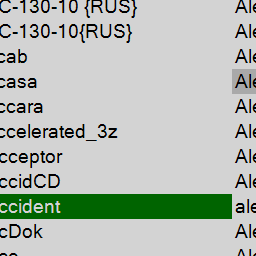 C-130-10 {RUS} Ale
C-130-10{RUS} Ale
cab Ale
casa Ale
ccara Ale
ccelerated_3z Ale
cceptor Ale
ccidCD Ale
ccident ale
cDok Ale